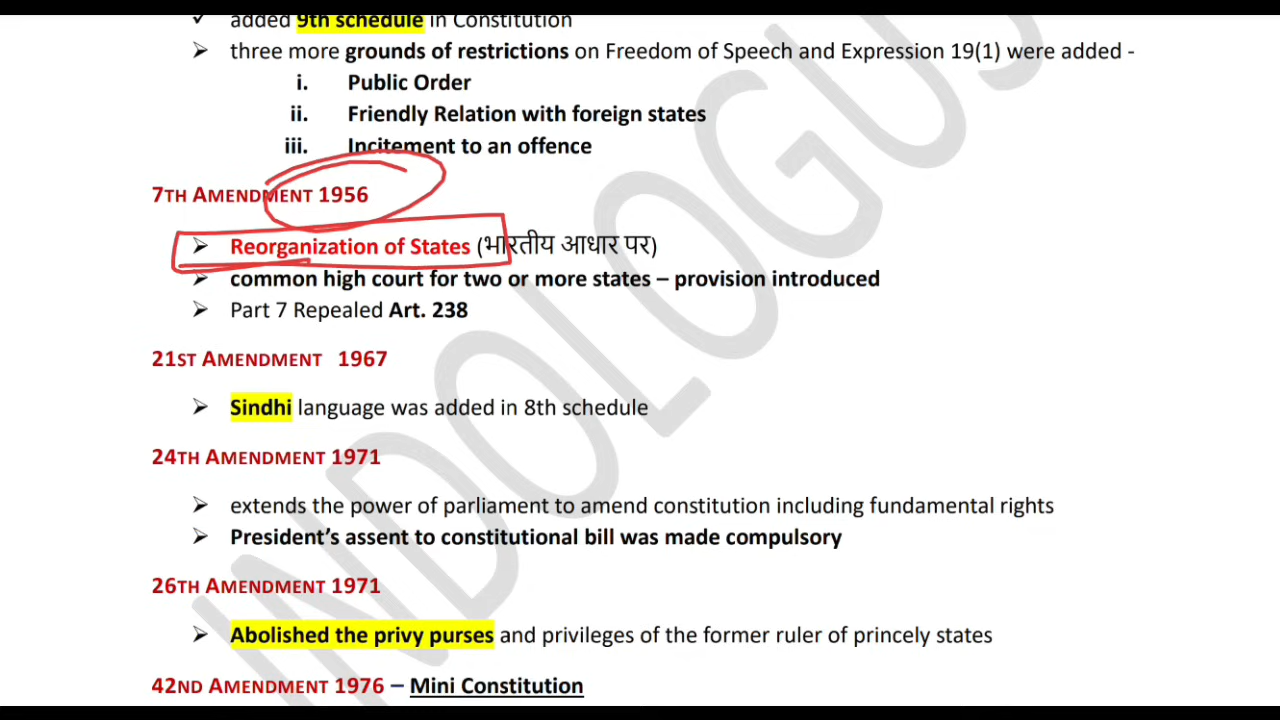 added 9th schedule in Constitution
➢ three more grounds of restrictions on Freedom of Speech and Expression 19(1) were added -
i. Public Order
ii. Friendly Relation with foreign states
iii. Incitement to an offence
7TH AMENDMENT 1956
➢ Reorganization of States (भारतीय आधार पर)
➢ common high court for two or more states – provision introduced
➢ Part 7 Repealed Art. 238
21ST AMENDMENT 1967
➢ Sindhi language was added in 8th schedule
24TH AMENDMENT 1971
➢ extends the power of parliament to amend constitution including fundamental rights
➢ President’s assent to constitutional bill was made compulsory
26TH AMENDMENT 1971
➢ Abolished the privy purses and privileges of the former ruler of princely states
42ND AMENDMENT 1976 – Mini Constitution
INDOLOGUS